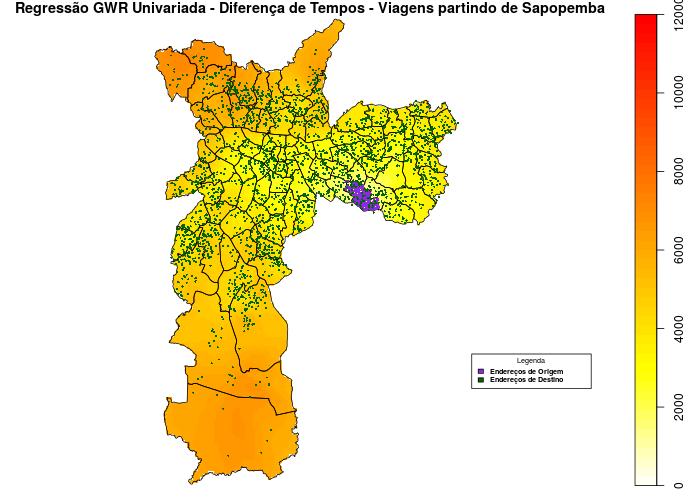 Regressão GWR Univariada - Diferença de Tempos - Viagens partindo de Sapopemba
12000
10000
8000
6000
4000
2000
0
Legenda
Endereços de Origem
Endereços de Destino